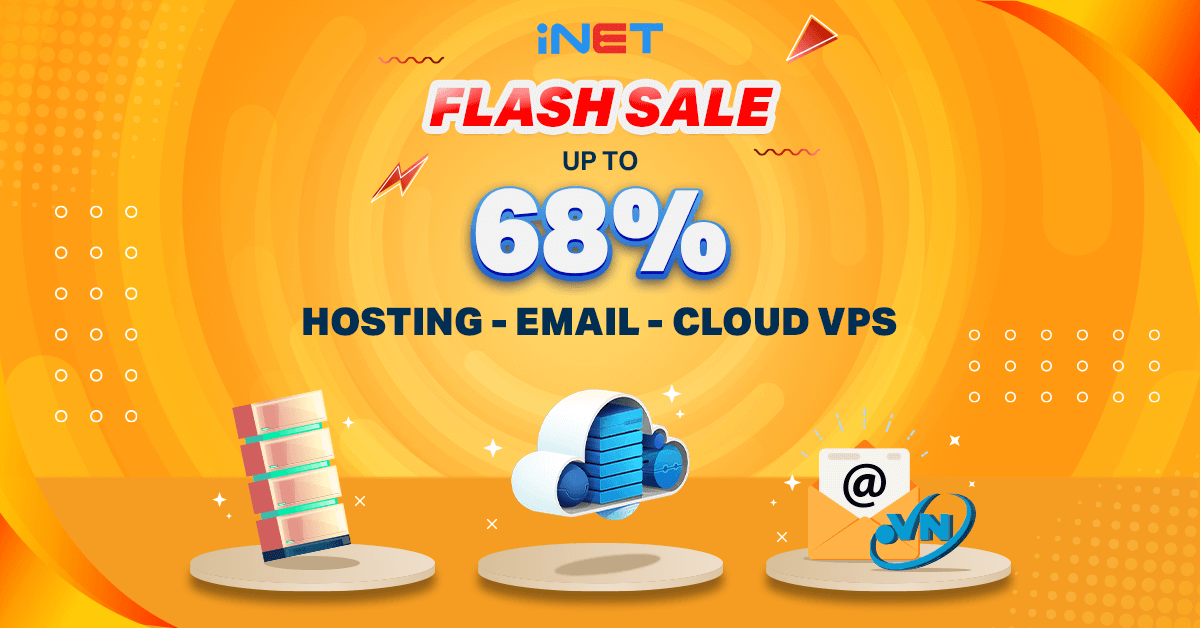 iNET
FLASH SALE
UP TO
68%
HOSTING - EMAIL - CLOUD VPS
@
.VN